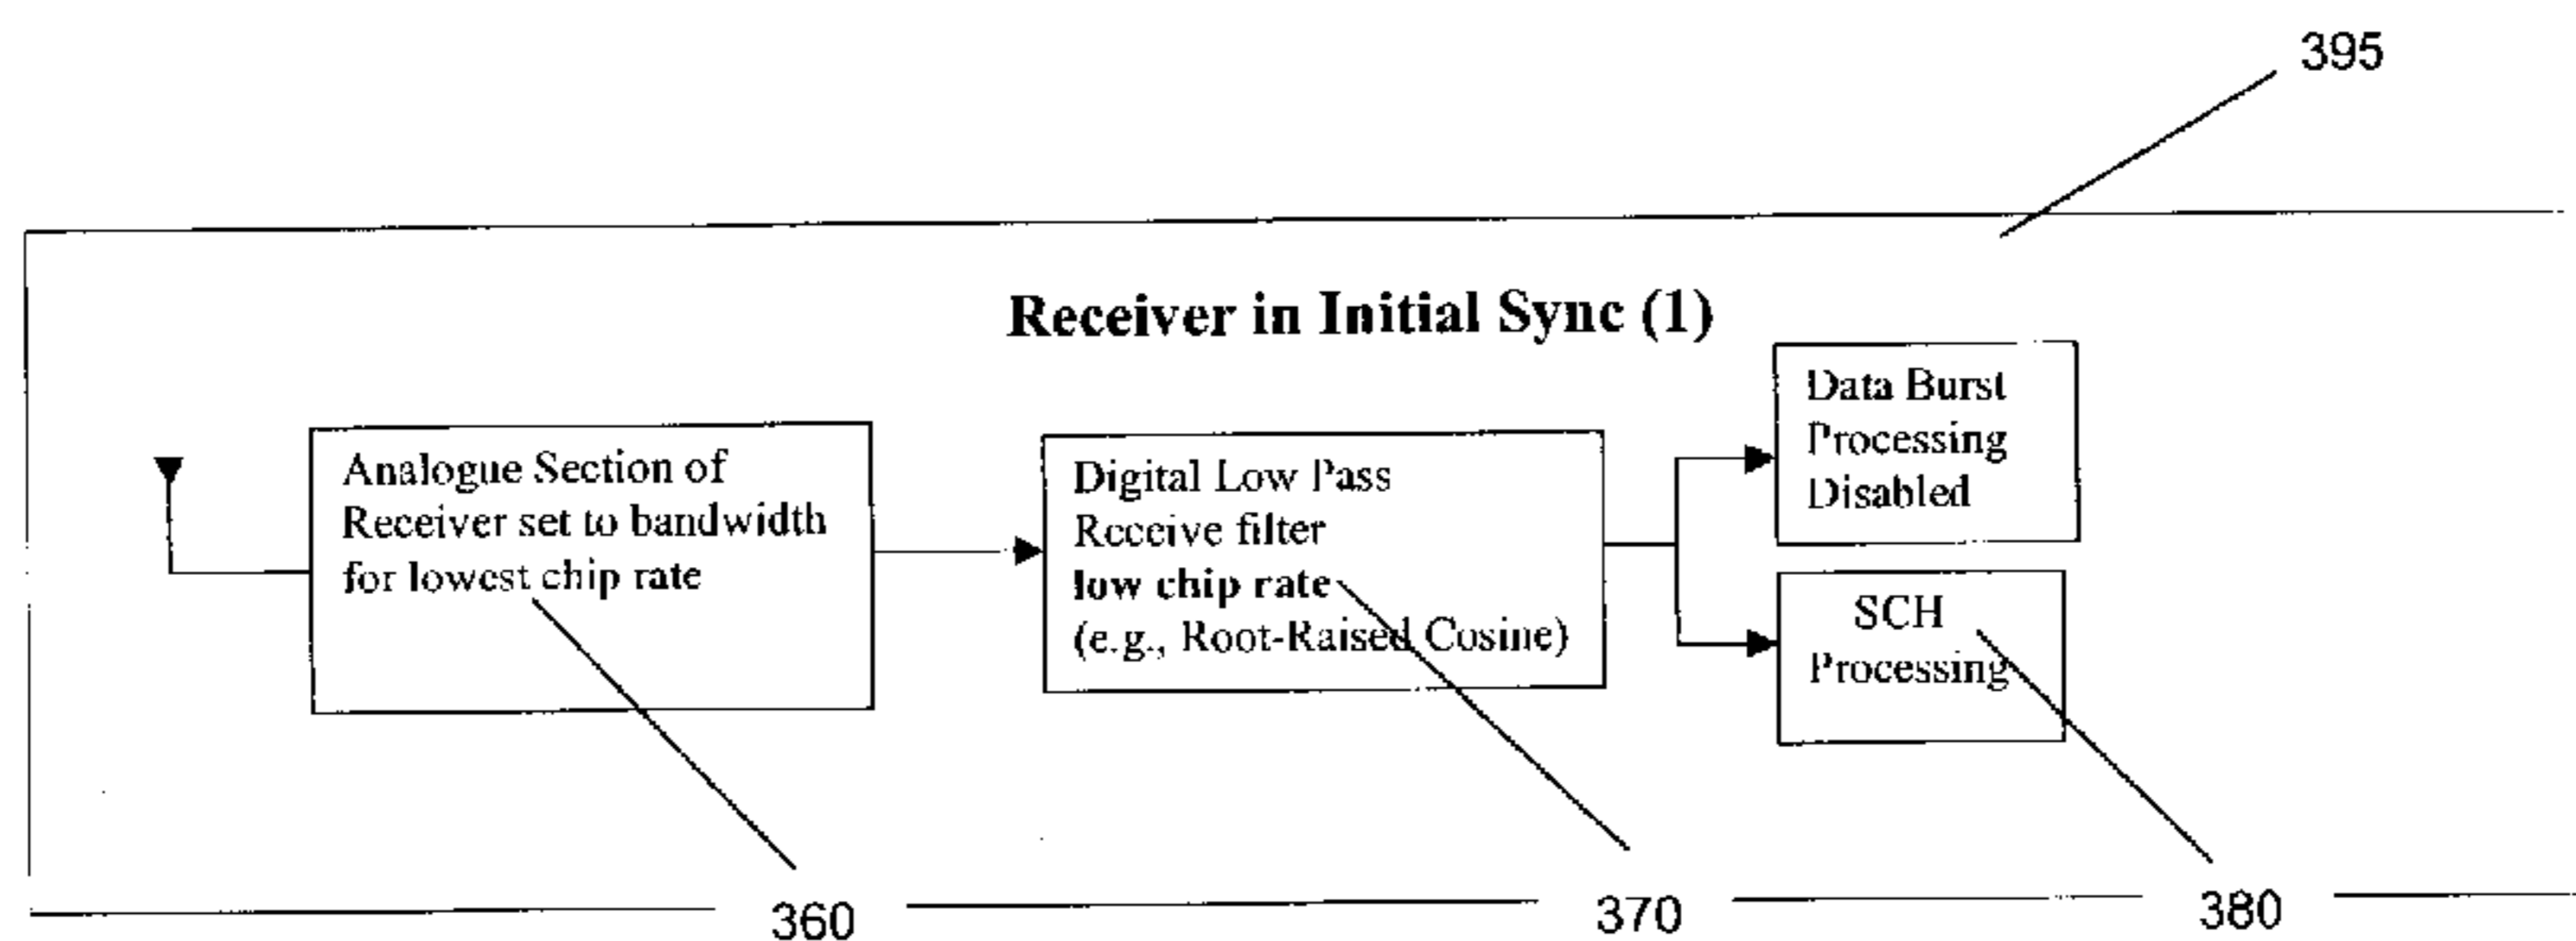 395
Receiver in Initial Sync (1)
Analogue Section of
Receiver set to bandwidth
for lowest chip rate
Digital Low Pass
Receive filter
low chip rate
(e.g., Root-Raised Cosine)
Data Burst
Processing
Disabled
SCH
Processing
360
370
380